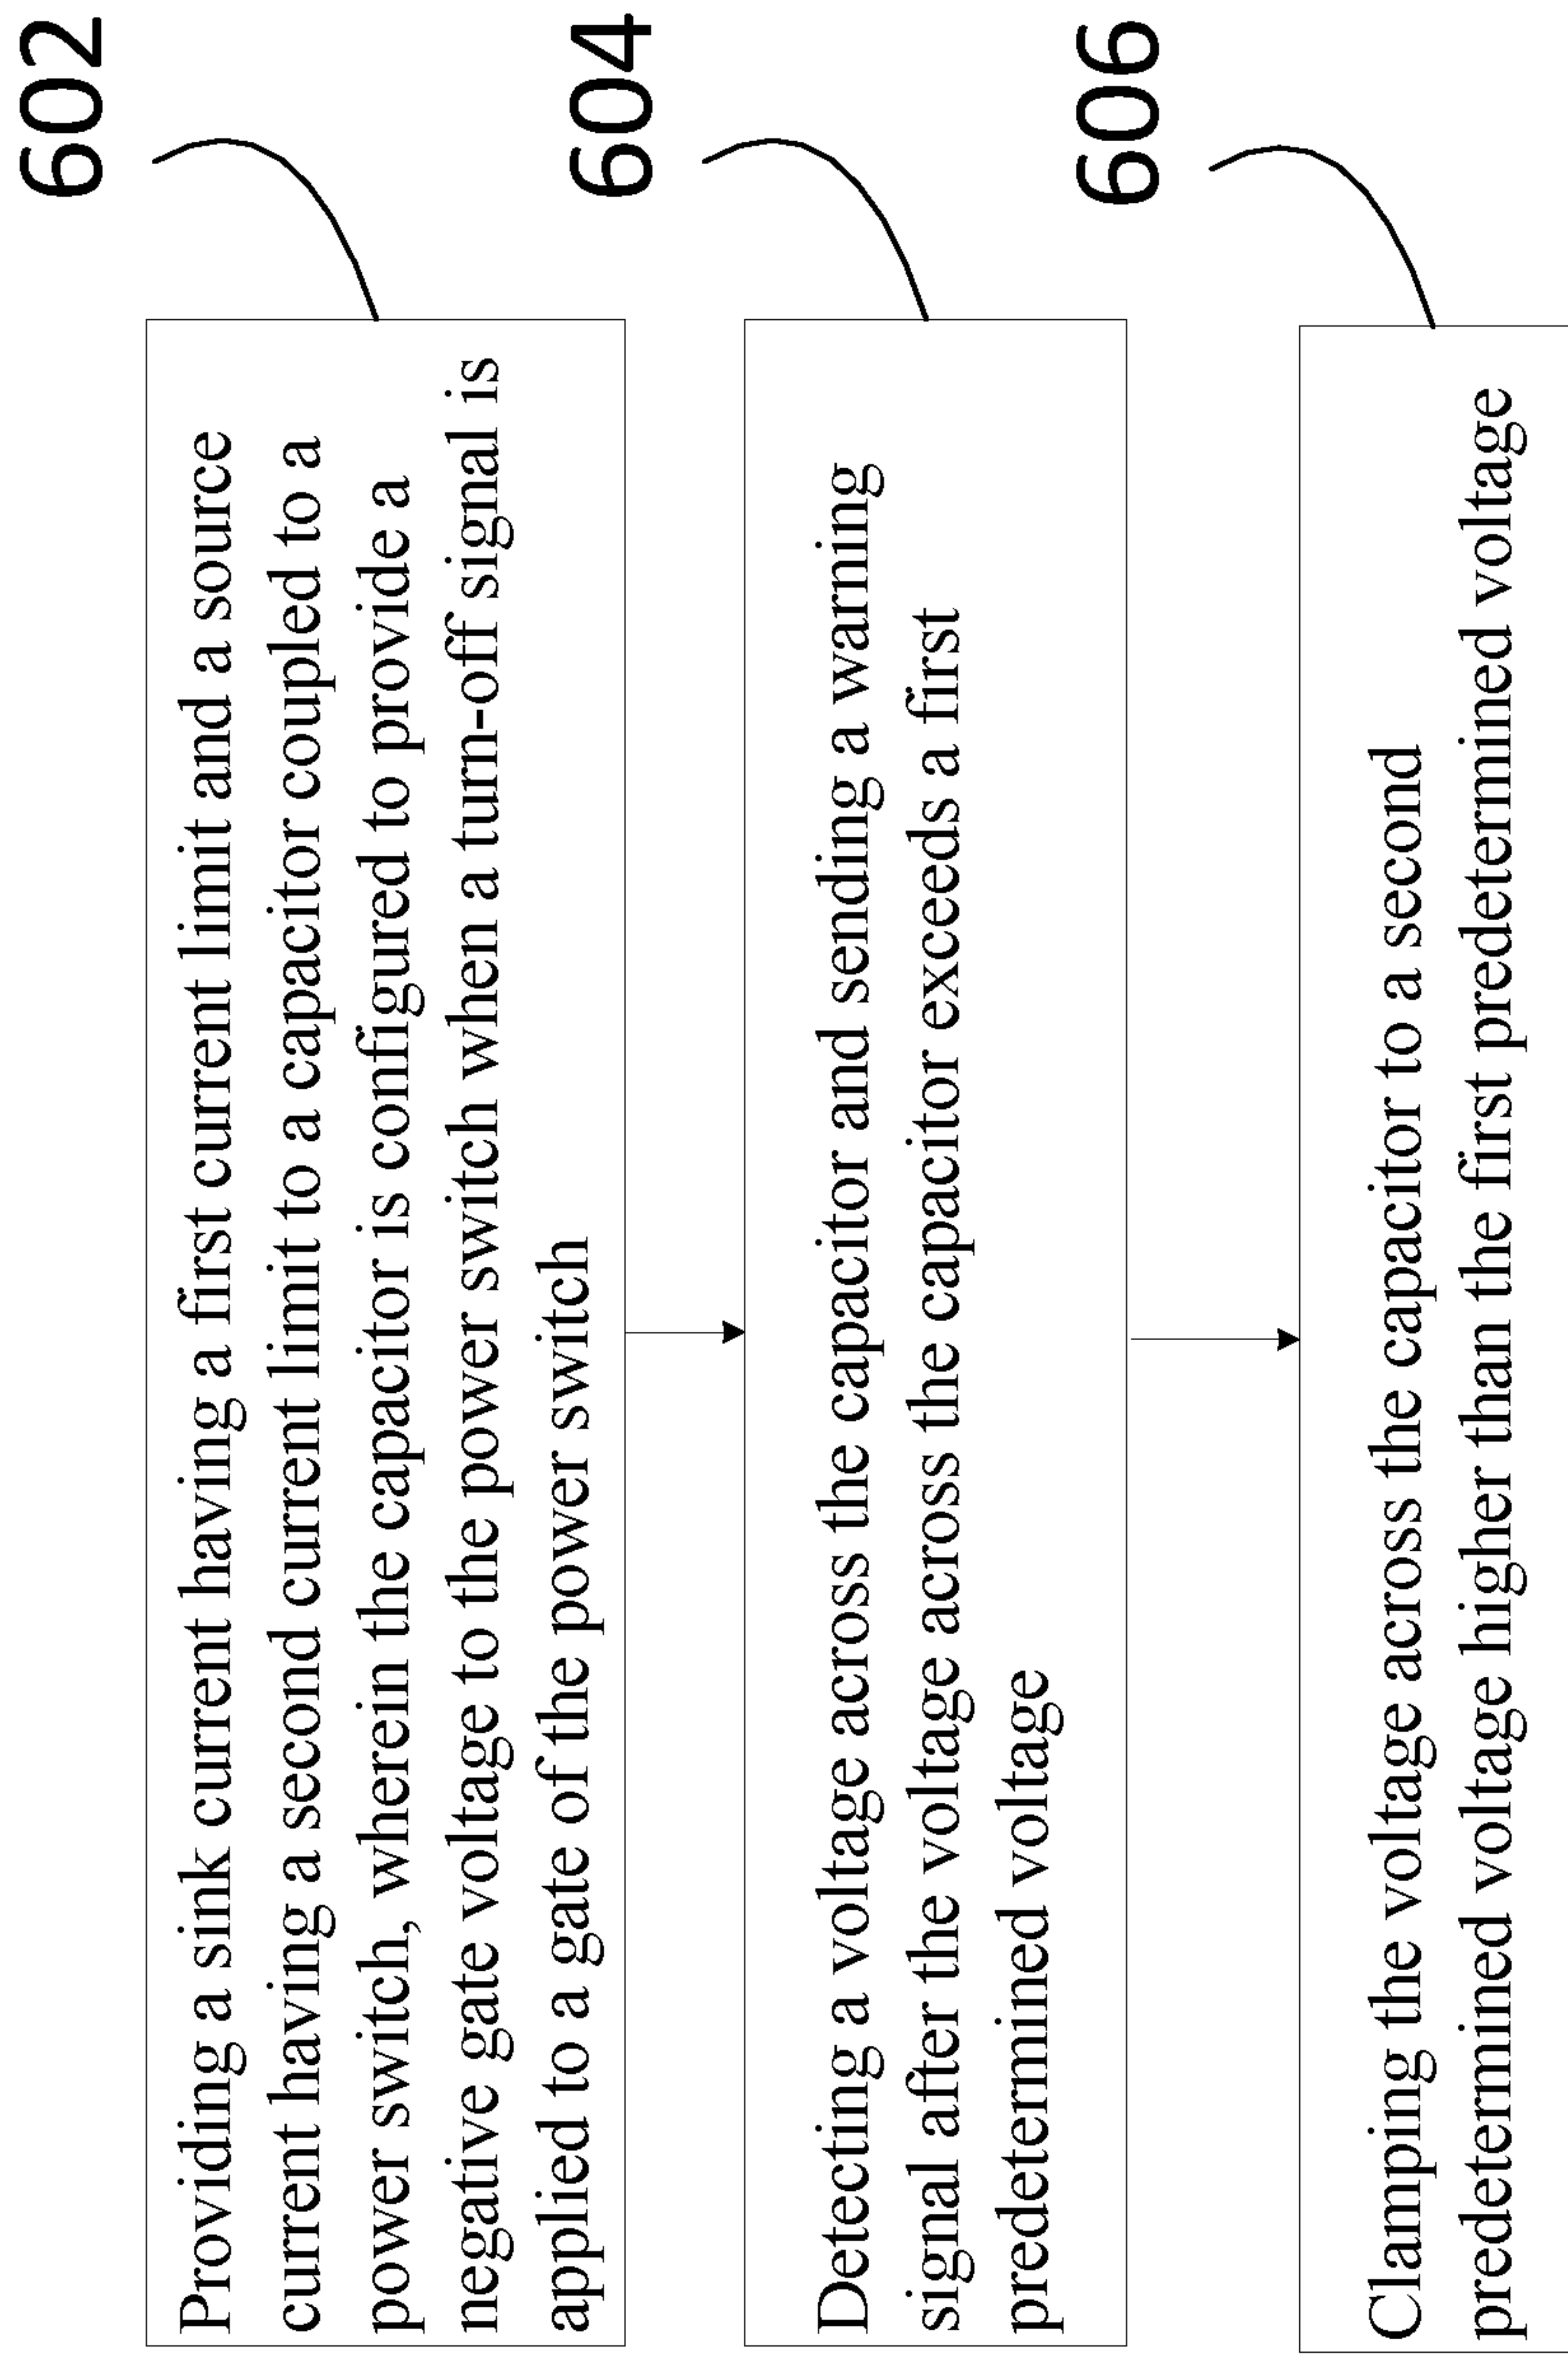 602
Providing a sink current having a first current limit and a source
current having a second current limit to a capacitor coupled to a
power switch, wherein the capacitor is configured to provide a
negative gate voltage to the power switch when a turn-off signal is
applied to a gate of the power switch
604
Detecting a voltage across the capacitor and sending a warning
signal after the voltage across the capacitor exceeds a first
predetermined voltage
606
Clamping the voltage across the capacitor to a second
predetermined voltage higher than the first predetermined voltage